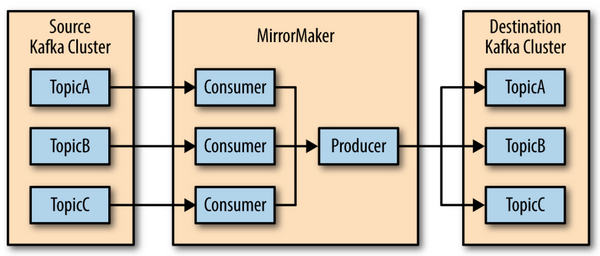 Source
Kafka Cluster
TopicA
TopicB
TopicC
MirrorMaker
Consumer
Consumer
Consumer
Producer
Destination
Kafka Cluster
TopicA
TopicB
TopicC